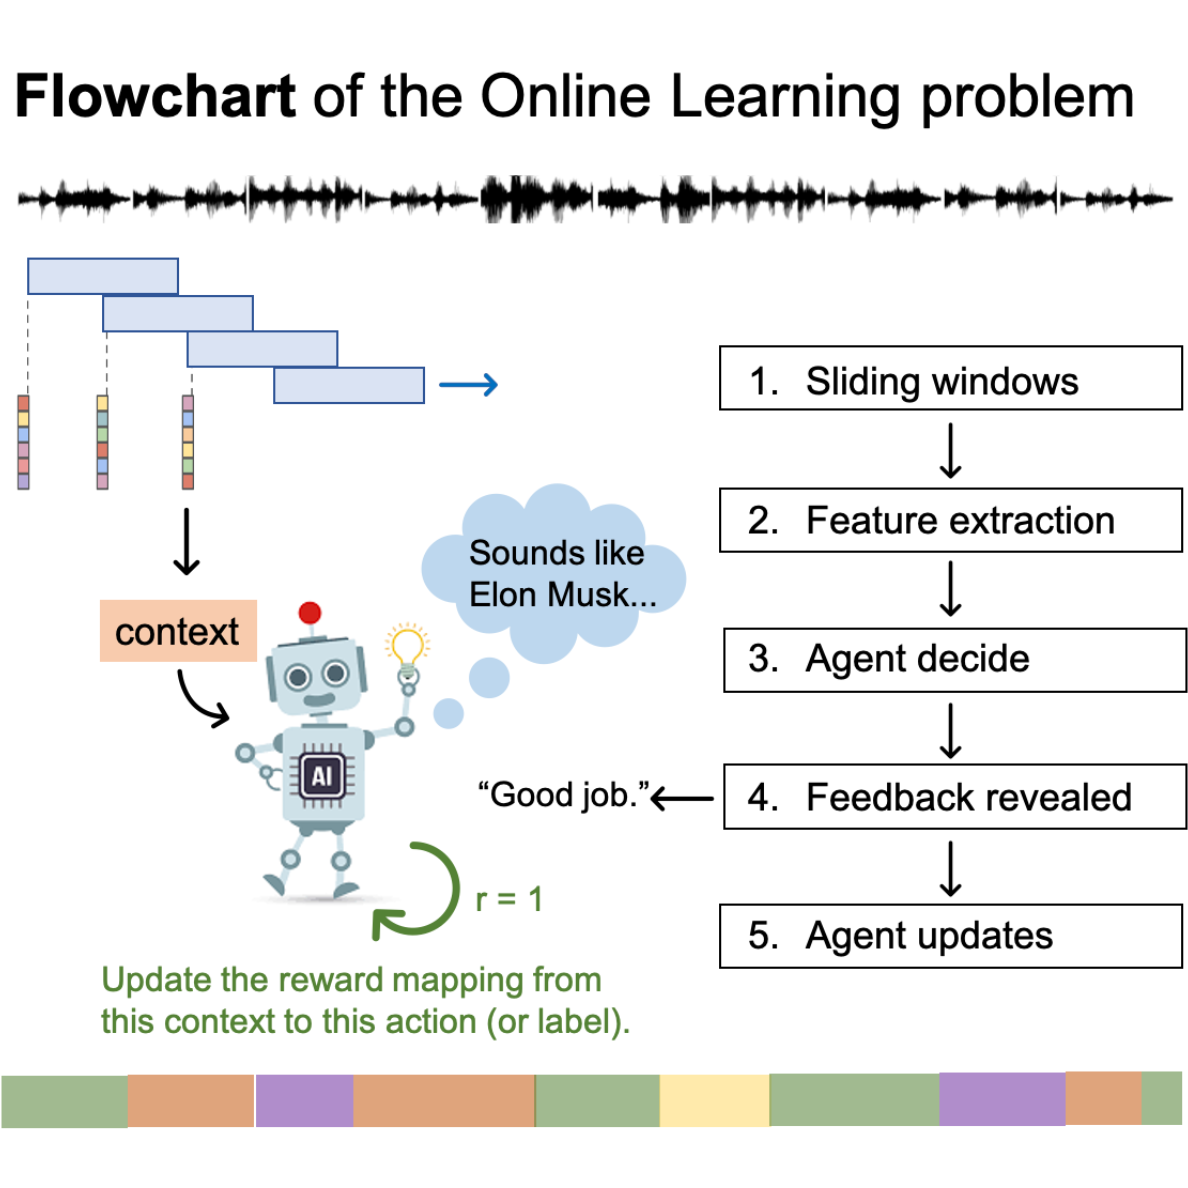 Flowchart of the Online Learning problem
1. Sliding windows
2. Feature extraction
Sounds like
Elon Musk...
context
3. Agent decide
AI
“Good job.”
4. Feedback revealed
r = 1
5. Agent updates
Update the reward mapping from
this context to this action (or label).